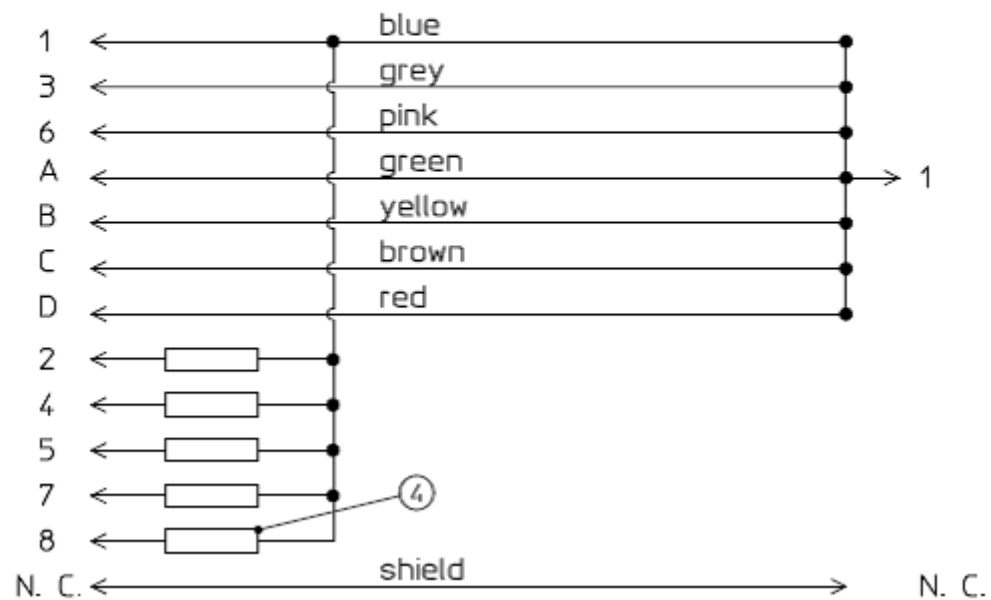 1 blue
3 grey
6 pink
A green 1
B yellow
C brown
D red
2
4
5
7 4
8
N. C. shield N. C.